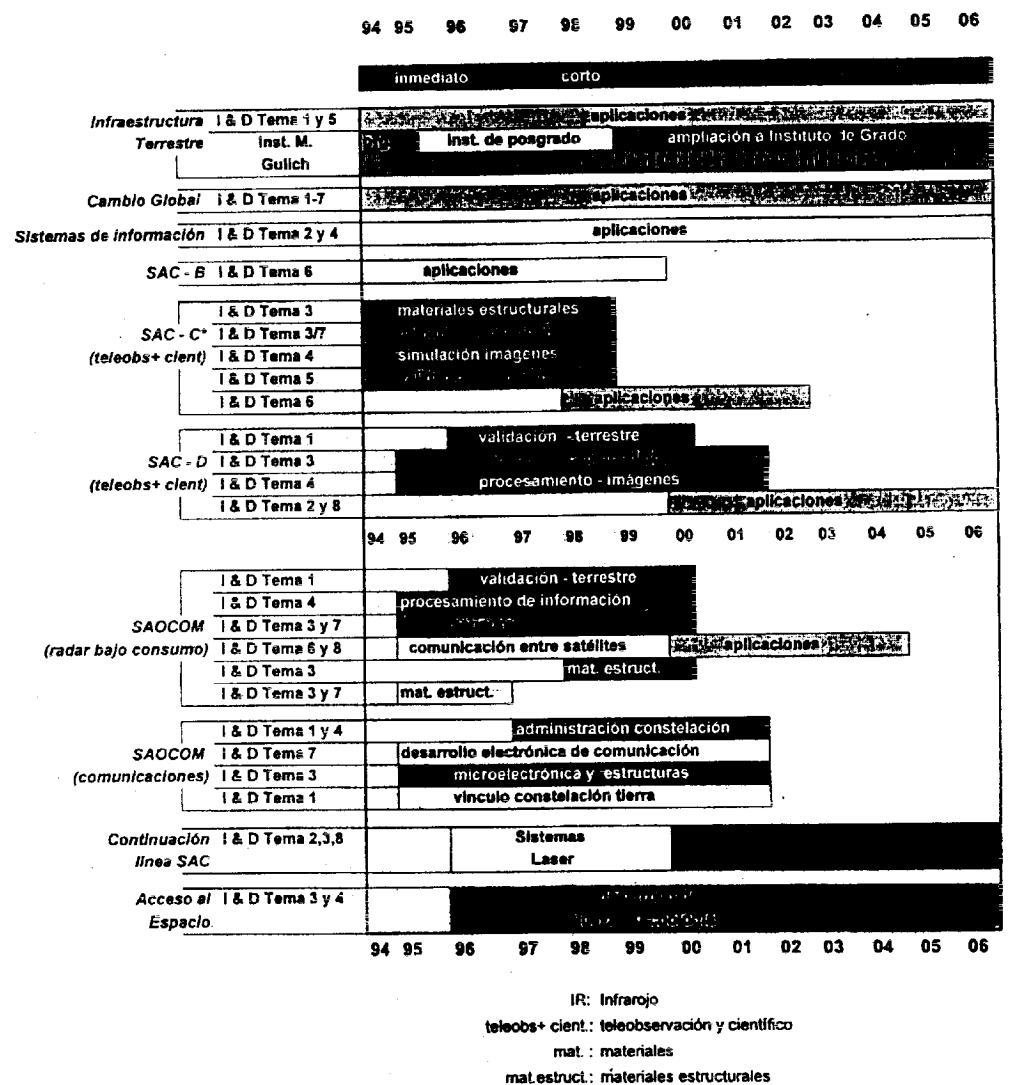 94 95 96 97 98 99 00 01 02 03 04 05 06
inmediato corto
Infraestructura I & D Tema 1 y 5 aplicaciones
Terrestre Inst. M. Inst. de posgrado ampliación a Instituto de Grado
Gulich
Cambio Global I & D Tema 1-7 aplicaciones
Sistemas de información I & D Tema 2 y 4 aplicaciones
SAC - B I & D Tema 6 aplicaciones
I & D Tema 3 materiales estructurales
SAC - C* I & D Tema 3/7
(teleobs+ cient) I & D Tema 4 simulación imágenes
I & D Tema 5
I & D Tema 6 aplicaciones
I & D Tema 1 validación - terrestre
SAC - D I & D Tema 3
(teleobs+ cient) I & D Tema 4 procesamiento - imágenes
I & D Tema 2 y 8 aplicaciones
94 95 96 97 98 99 00 01 02 03 04 05 06
I & D Tema 1 validación - terrestre
I & D Tema 4 procesamiento de información
SAOCOM I & D Tema 3 y 7
(radar bajo consumo) I & D Tema 6 y 8 comunicación entre satélites aplicaciones
I & D Tema 3 mat. estruct.
I & D Tema 3 y 7 mat. estruct.
I & D Tema 1 y 4 administración constelación
SAOCOM I & D Tema 7 desarrollo electrónica de comunicación
(comunicaciones) I & D Tema 3 microelectrónica y estructuras
I & D Tema 1 vinculo constelación tierra
Continuación I & D Tema 2,3,8 Sistemas
línea SAC Laser
Acceso al I & D Tema 3 y 4
Espacio
94 95 96 97 98 99 00 01 02 03 04 05 06
IR: Infrarojo
teleobs+ cient.: teleobservación y científico
mat. : materiales
mat.estruct.: materiales estructurales